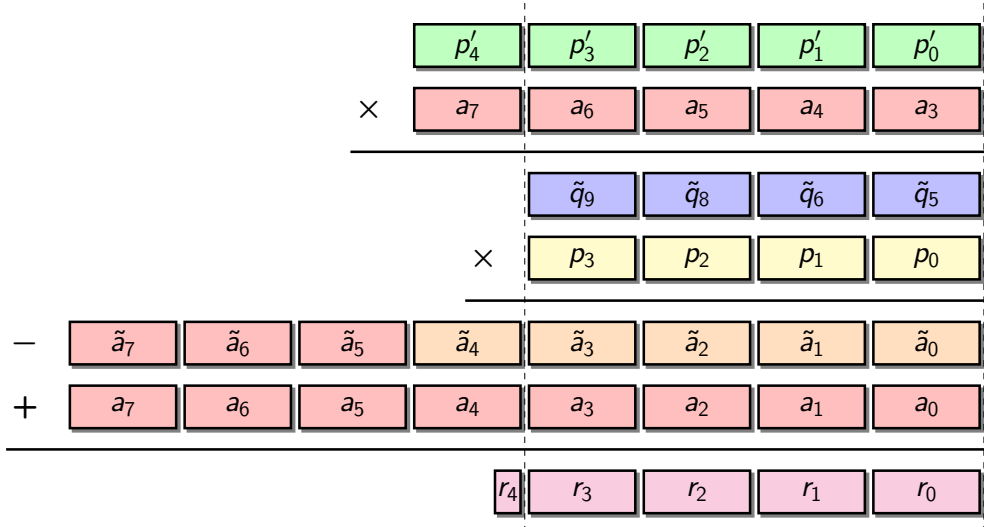 p′₄ p′₃ p′₂ p′₁ p′₀
× a₇ a₆ a₅ a₄ a₃
q̃₉ q̃₈ q̃₆ q̃₅
× p₃ p₂ p₁ p₀
− ã₇ ã₆ ã₅ ã₄ ã₃ ã₂ ã₁ ã₀
+ a₇ a₆ a₅ a₄ a₃ a₂ a₁ a₀
r₄ r₃ r₂ r₁ r₀